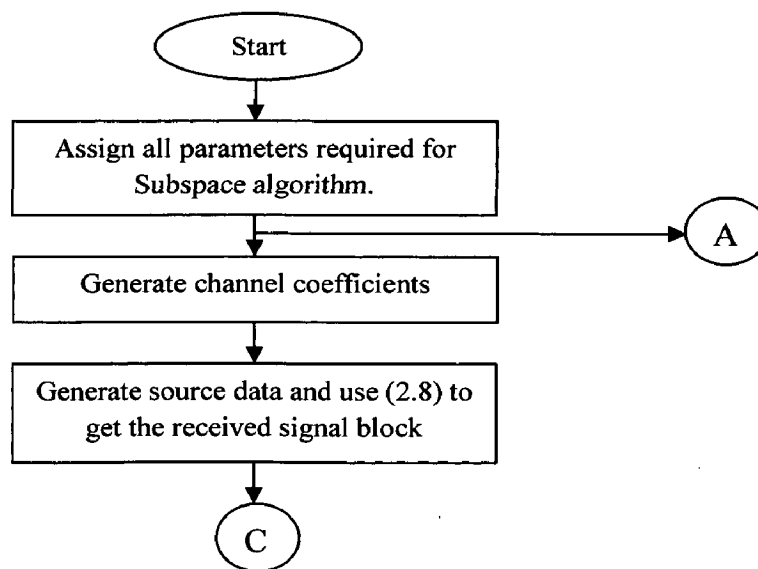 Start
Assign all parameters required for
Subspace algorithm.
A
Generate channel coefficients
Generate source data and use (2.8) to
get the received signal block
C